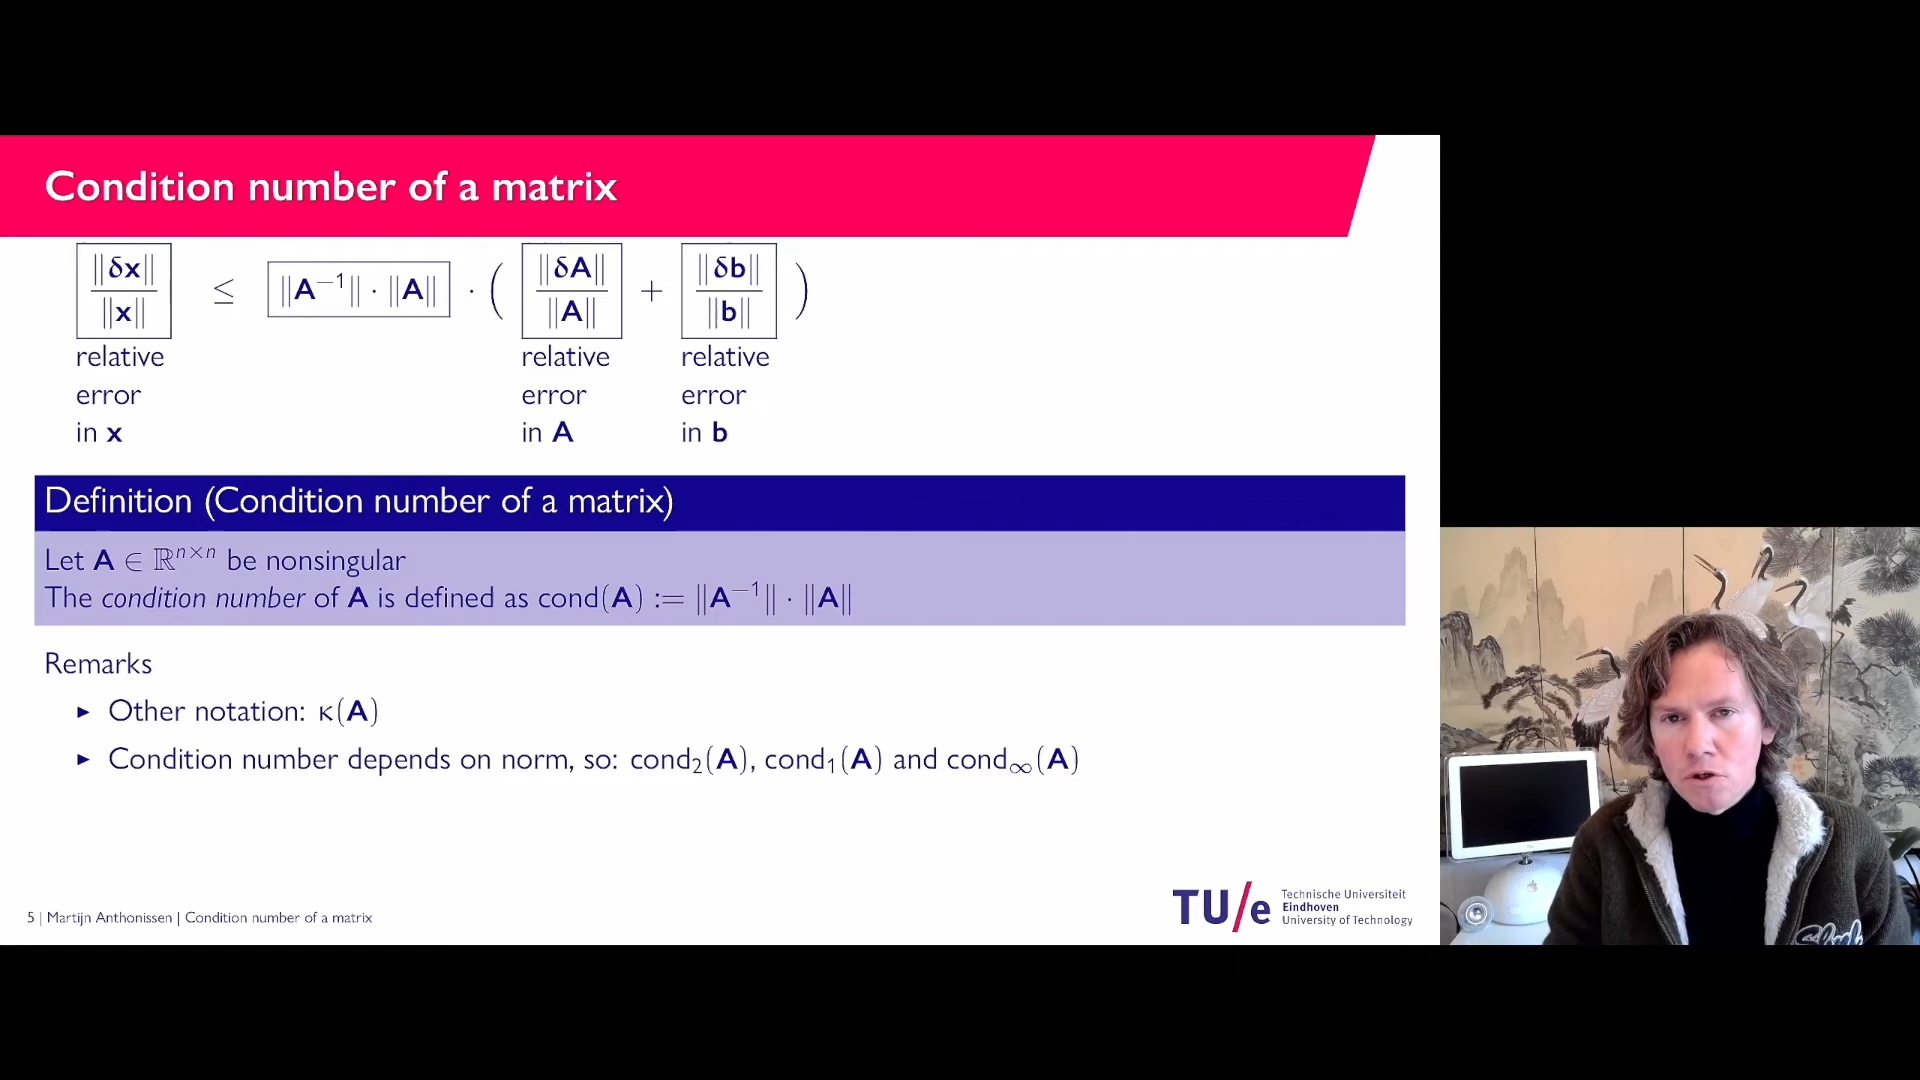 Condition number of a matrix
‖δx‖ / ‖x‖ ≤ ‖A⁻¹‖ · ‖A‖ · ( ‖δA‖ / ‖A‖ + ‖δb‖ / ‖b‖ )
relative relative relative
error error error
in x in A in b
Definition (Condition number of a matrix)
Let A ∈ ℝⁿˣⁿ be nonsingular
The condition number of A is defined as cond(A) := ‖A⁻¹‖ · ‖A‖
Remarks
▶ Other notation: κ(A)
▶ Condition number depends on norm, so: cond₂(A), cond₁(A) and cond∞(A)
5 | Martijn Anthonissen | Condition number of a matrix
TU/e
Technische Universiteit
Eindhoven
University of Technology